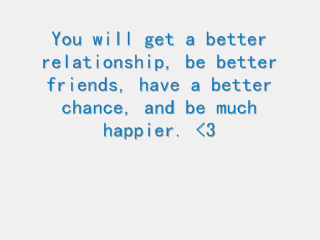 You will get a better
relationship, be better
friends, have a better
chance, and be much
happier. <3